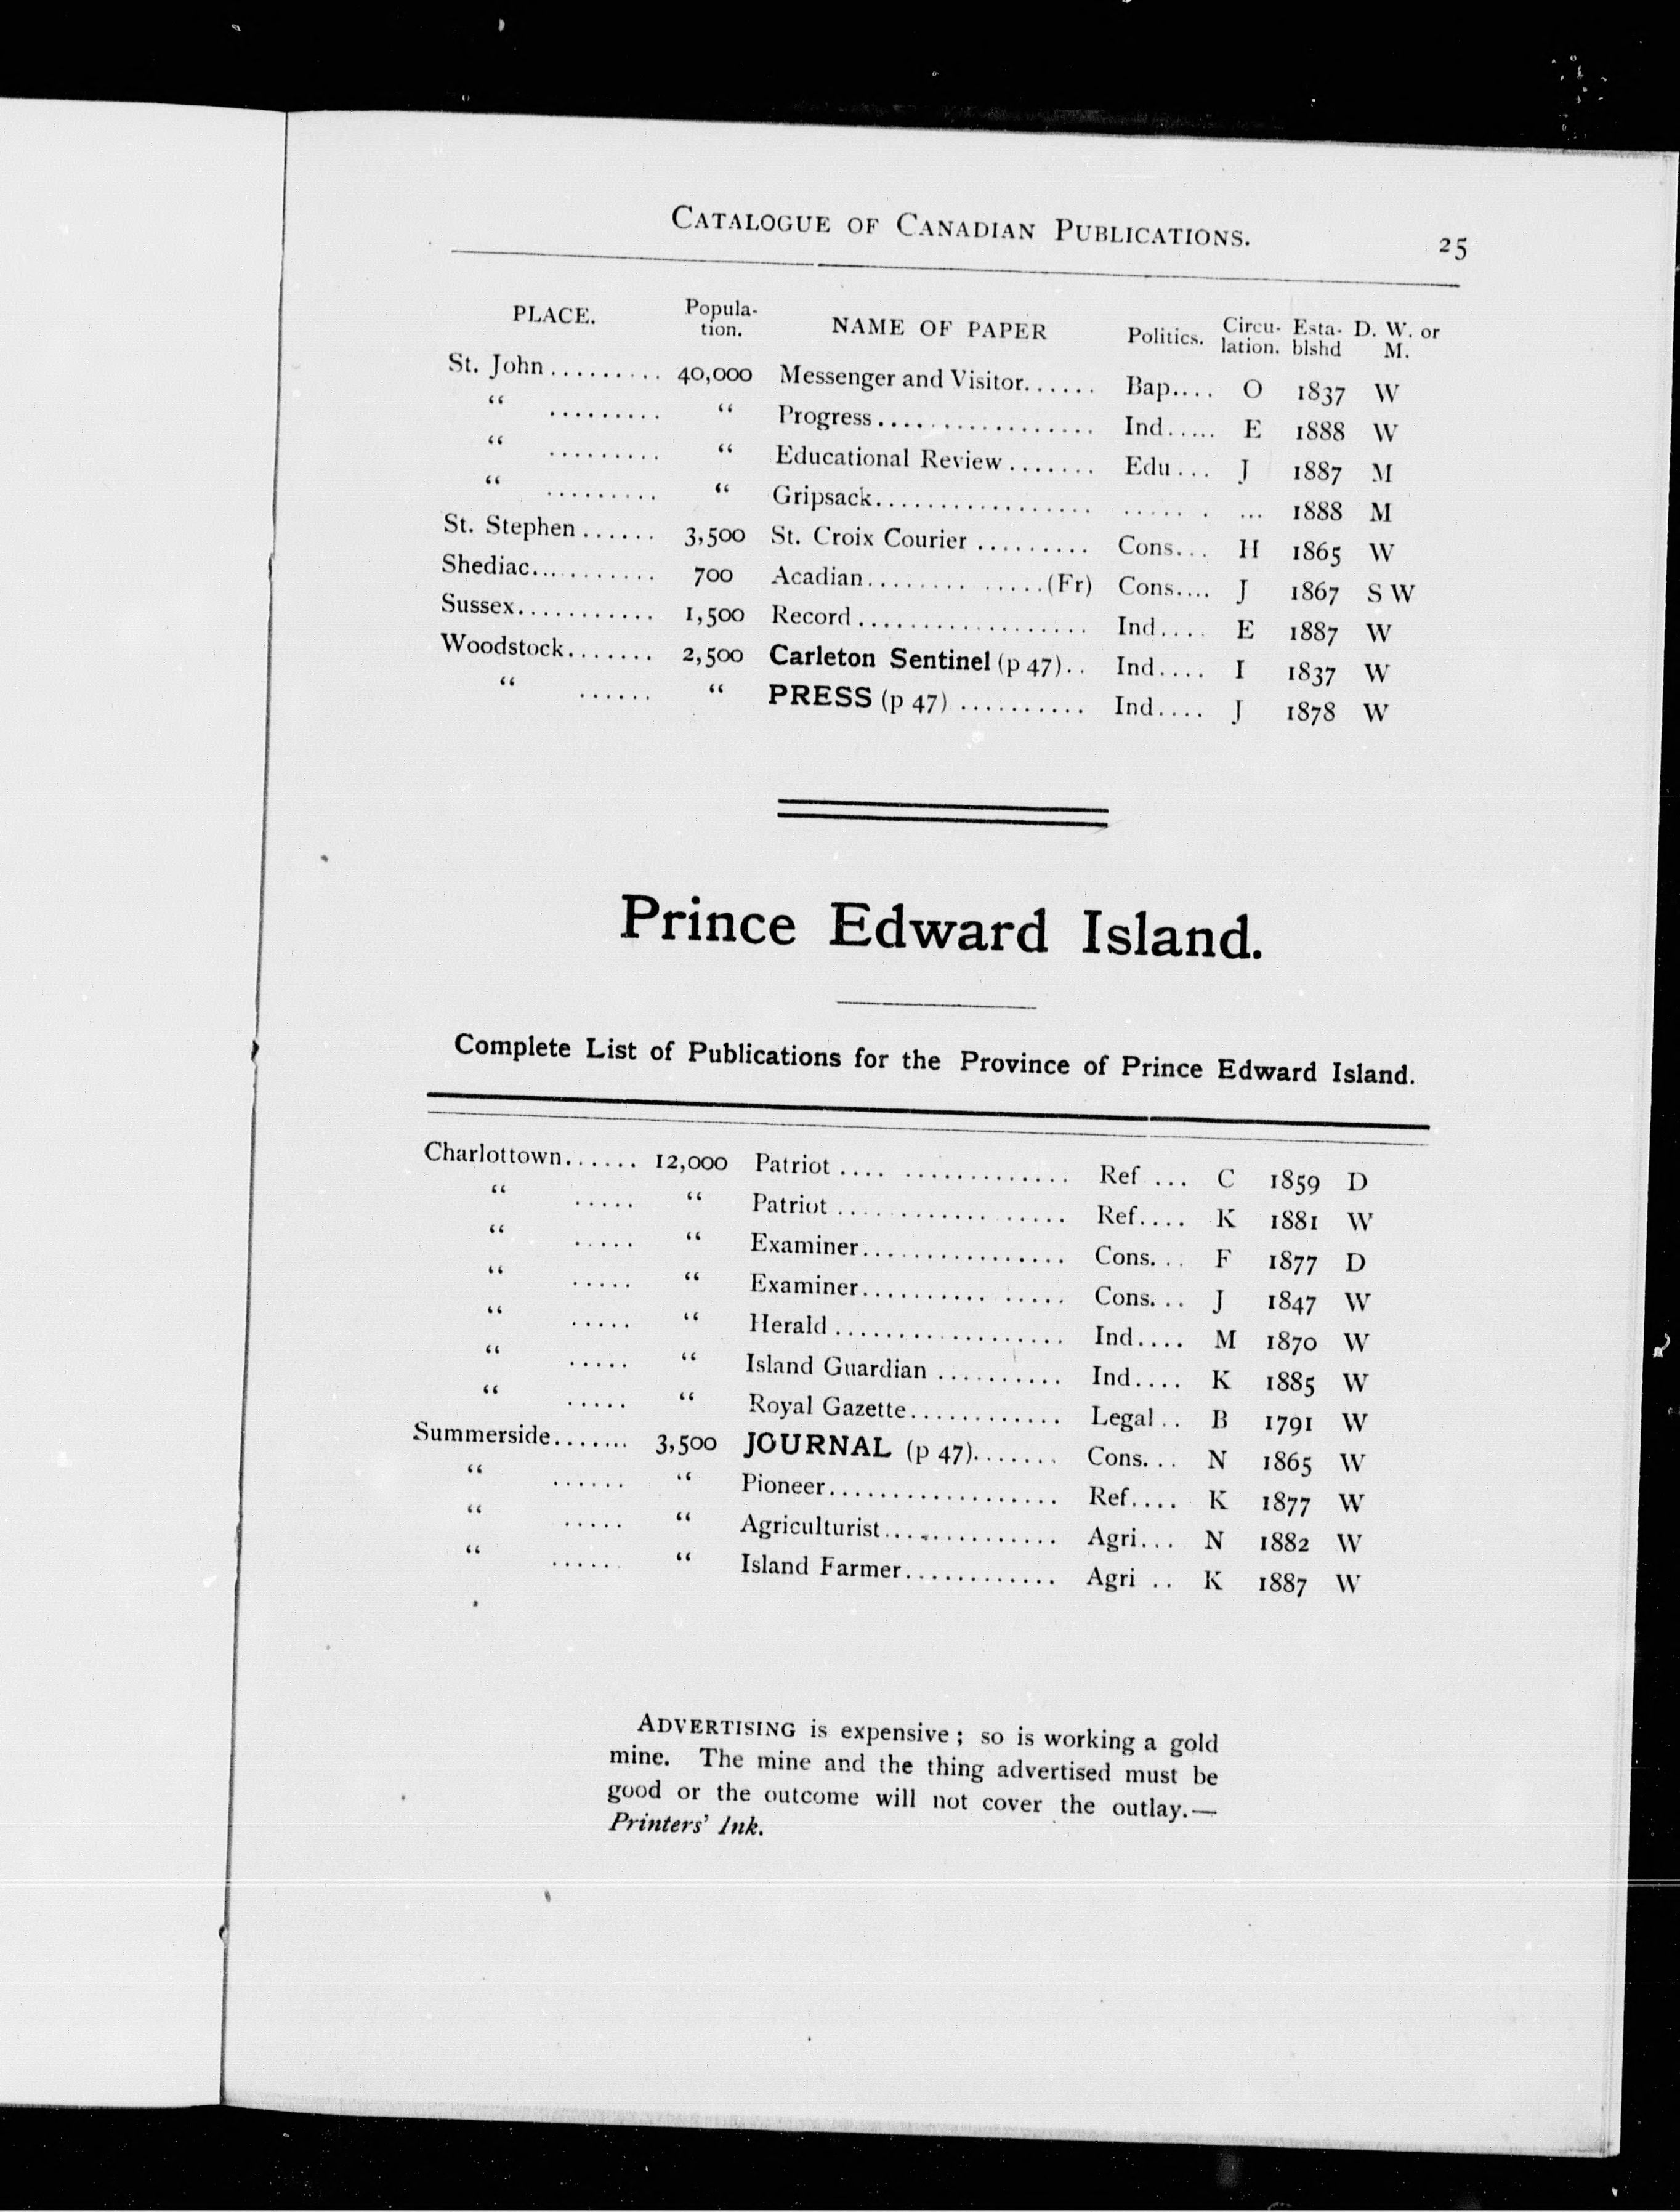 CATALOGUE OF CANADIAN PUBLICATIONS. 25
PLACE. Popula-tion. NAME OF PAPER Politics. Circu-lation. Esta-blshd D. W. or M.
St. John ......... 40,000 Messenger and Visitor...... Bap.... O 1837 W
“ ......... “ Progress.................. Ind..... E 1888 W
“ ......... “ Educational Review....... Edu... J 1887 M
“ ......... “ Gripsack................. ...... . ... 1888 M
St. Stephen ...... 3,500 St. Croix Courier ......... Cons... H 1865 W
Shediac........... 700 Acadian........ .....(Fr) Cons.... J 1867 S W
Sussex........... 1,500 Record.................. Ind.... E 1887 W
Woodstock....... 2,500 Carleton Sentinel (p 47).. Ind.... I 1837 W
“ ...... “ PRESS (p 47) .......... Ind.... J 1878 W
Prince Edward Island.
Complete List of Publications for the Province of Prince Edward Island.
Charlottown...... 12,000 Patriot .... ............. Ref ... C 1859 D
“ ..... “ Patriot ............ ...... Ref.... K 1881 W
“ ..... “ Examiner................ Cons... F 1877 D
“ ..... “ Examiner.......... ..... Cons... J 1847 W
“ ..... “ Herald .................. Ind.... M 1870 W
“ ..... “ Island Guardian .......... Ind.... K 1885 W
“ ..... “ Royal Gazette............ Legal.. B 1791 W
Summerside....... 3,500 JOURNAL (p 47)....... Cons... N 1865 W
“ ...... “ Pioneer.................. Ref.... K 1877 W
“ ..... “ Agriculturist.............. Agri... N 1882 W
“ ...... “ Island Farmer............ Agri .. K 1887 W
ADVERTISING is expensive; so is working a gold
mine. The mine and the thing advertised must be
good or the outcome will not cover the outlay.—
Printers' Ink.